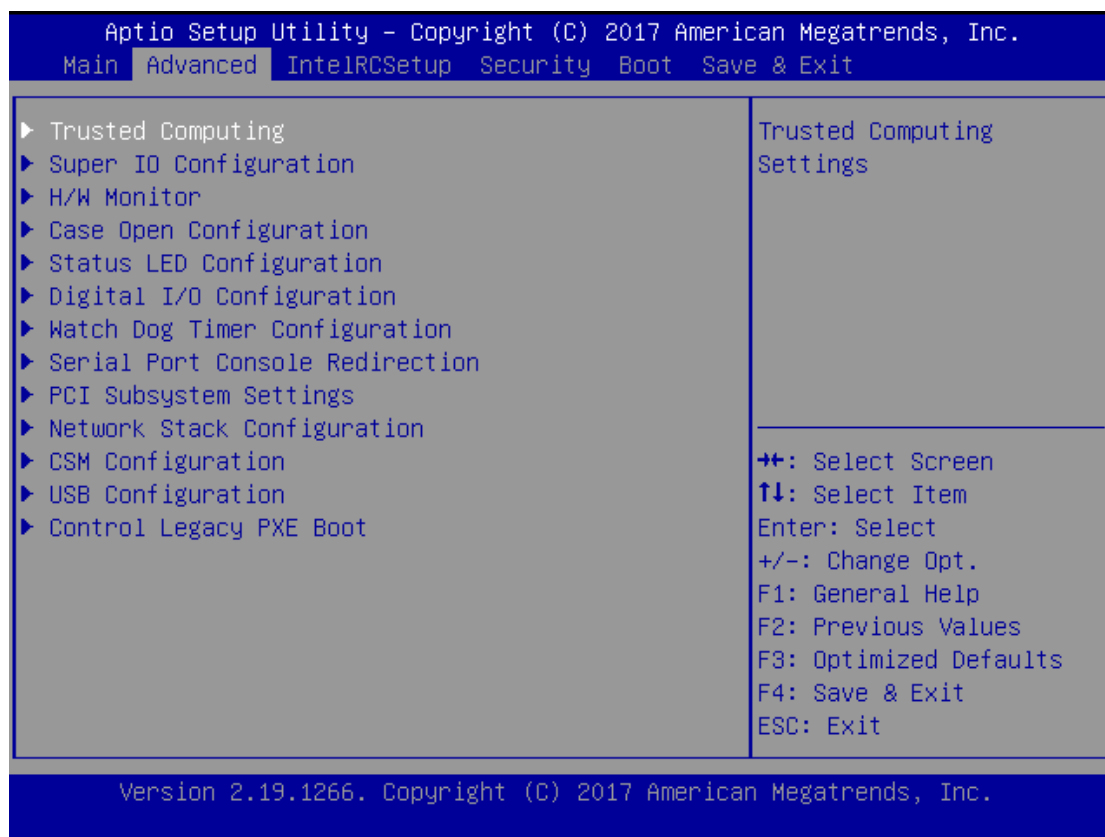 Aptio Setup Utility – Copyright (C) 2017 American Megatrends, Inc.
Main Advanced IntelRCSetup Security Boot Save & Exit
Trusted Computing
Super IO Configuration
H/W Monitor
Case Open Configuration
Status LED Configuration
Digital I/O Configuration
Watch Dog Timer Configuration
Serial Port Console Redirection
PCI Subsystem Settings
Network Stack Configuration
CSM Configuration
USB Configuration
Control Legacy PXE Boot
Trusted Computing
Settings
→←: Select Screen
↑↓: Select Item
Enter: Select
+/-: Change Opt.
F1: General Help
F2: Previous Values
F3: Optimized Defaults
F4: Save & Exit
ESC: Exit
Version 2.19.1266. Copyright (C) 2017 American Megatrends, Inc.